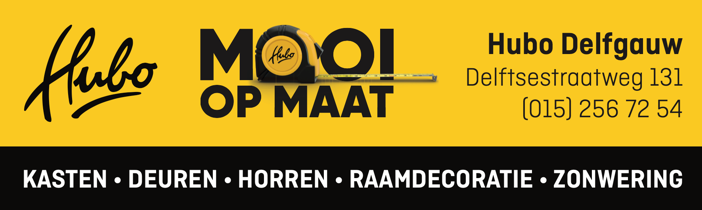 Hubo
MOOI
Hubo
OP MAAT
Hubo Delfgauw
Delftsestraatweg 131
(015) 256 72 54
KASTEN • DEUREN • HORREN • RAAMDECORATIE • ZONWERING